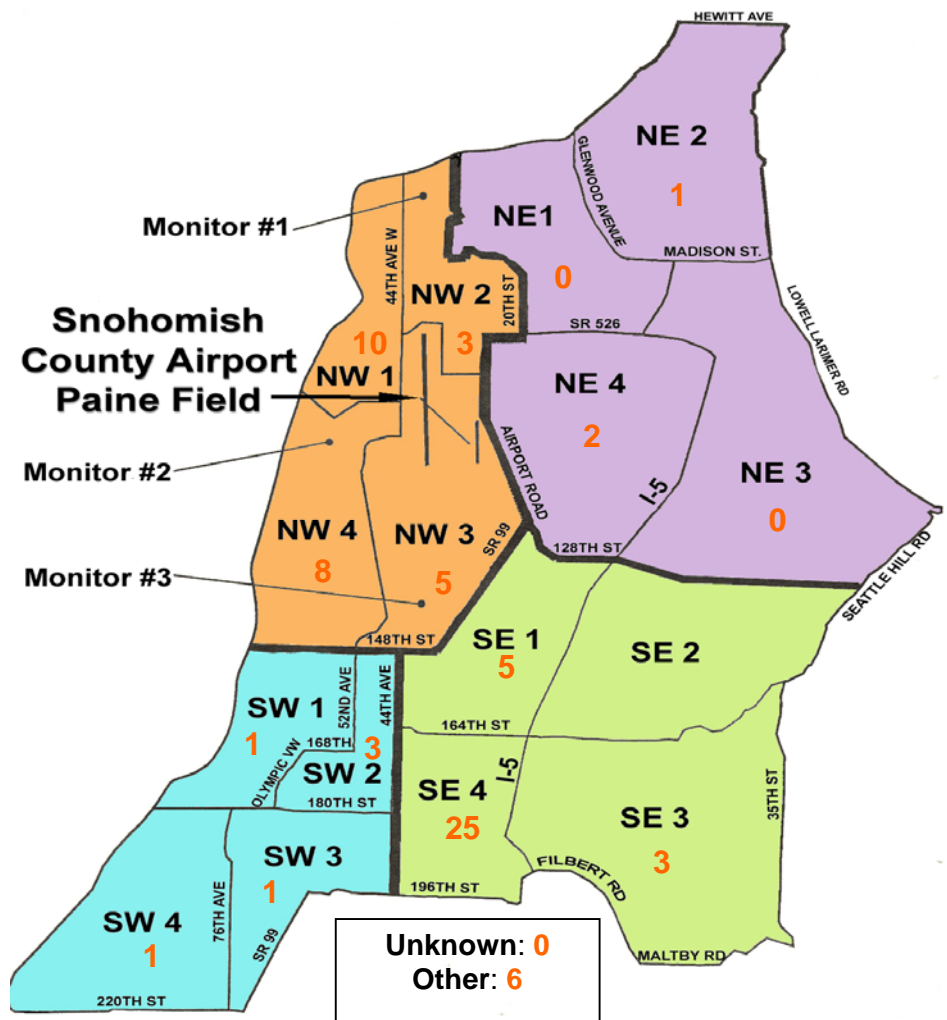 HEWITT AVE
NE 2
1
GLENWOOD AVENUE
MADISON ST.
NE1
0
Monitor #1
44TH AVE W
NW 2
3
20TH ST
SR 526
LOWELL LARIMER RD
Snohomish
County Airport
Paine Field
10
NW 1
NE 4
2
AIRPORT ROAD
I-5
NE 3
0
Monitor #2
NW 4
8
NW 3
5
SR 99
128TH ST
SEATTLE HILL RD
Monitor #3
148TH ST
SE 1
5
SE 2
SW 1
1
52ND AVE
44TH AVE
168TH
3
OLYMPIC VW
SW 2
180TH ST
164TH ST
I-5
35TH ST
SE 4
25
SE 3
3
FILBERT RD
196TH ST
MALTBY RD
SW 3
1
76TH AVE
SR 99
SW 4
1
220TH ST
Unknown: 0
Other: 6